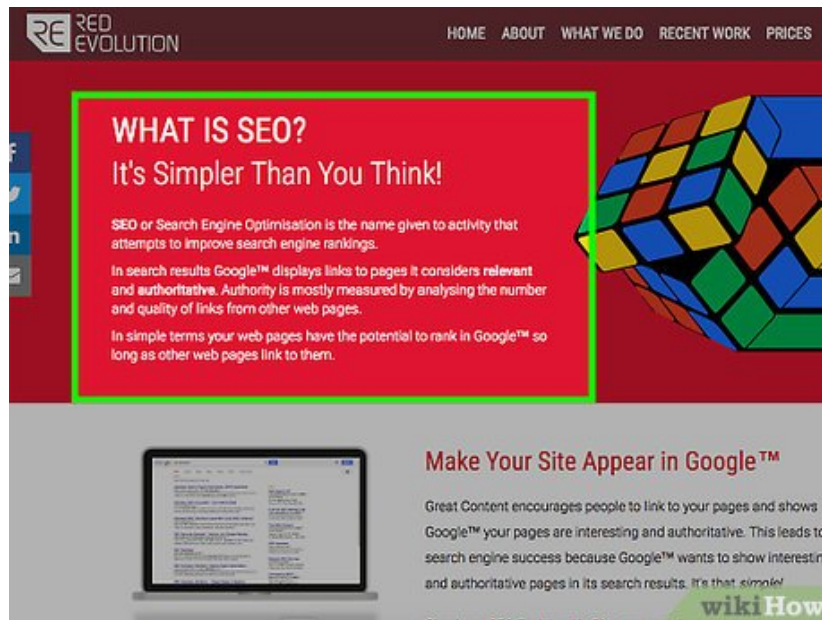 RED
EVOLUTION
HOME ABOUT WHAT WE DO RECENT WORK PRICES
WHAT IS SEO?
It's Simpler Than You Think!
SEO or Search Engine Optimisation is the name given to activity that
attempts to improve search engine rankings.
In search results Google™ displays links to pages it considers relevant
and authoritative. Authority is mostly measured by analysing the number
and quality of links from other web pages.
In simple terms your web pages have the potential to rank in Google™ so
long as other web pages link to them.
Make Your Site Appear in Google™
Great Content encourages people to link to your pages and shows
Google™ your pages are interesting and authoritative. This leads to
search engine success because Google™ wants to show interestin
and authoritative pages in its search results. It's that simple!
wikiHow